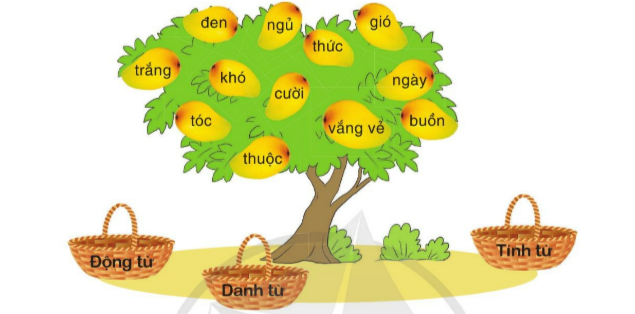 đen
ngủ
gió
thức
trắng
khó
cười
ngày
tóc
vắng vẻ
buồn
thuộc
Động từ
Danh từ
Tính từ